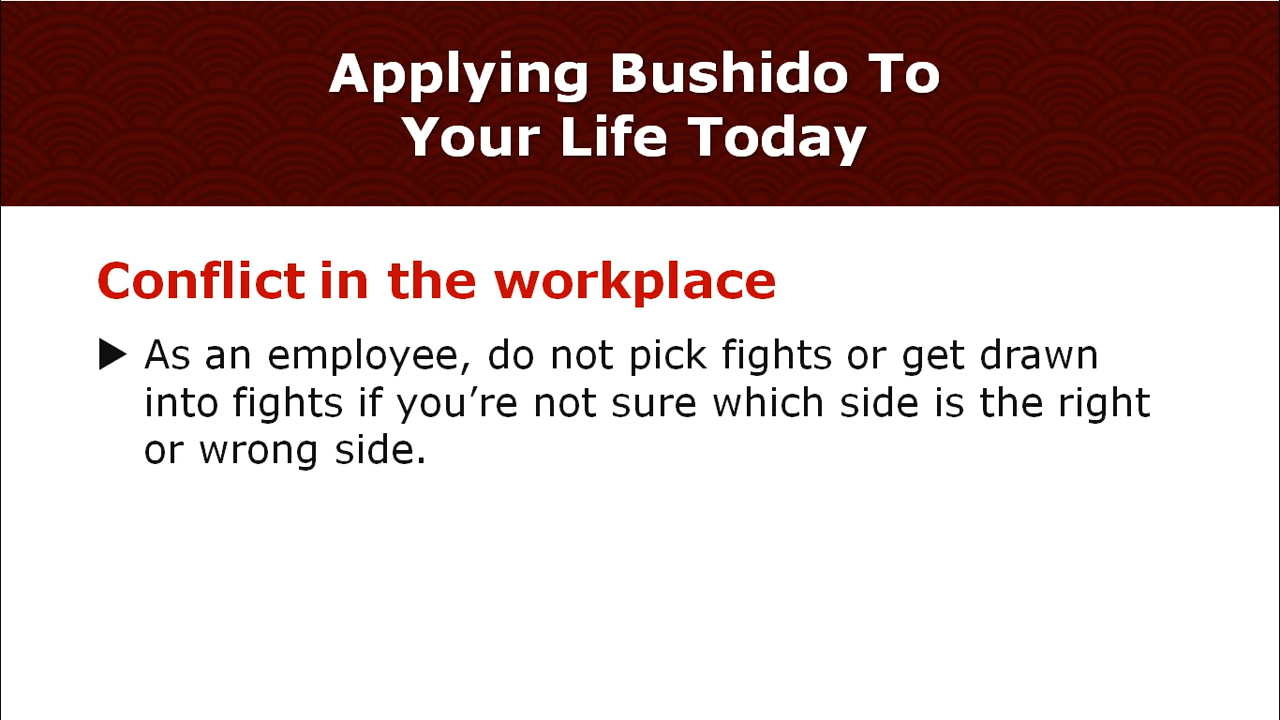 Applying Bushido To
Your Life Today
Conflict in the workplace
▶ As an employee, do not pick fights or get drawn
into fights if you’re not sure which side is the right
or wrong side.